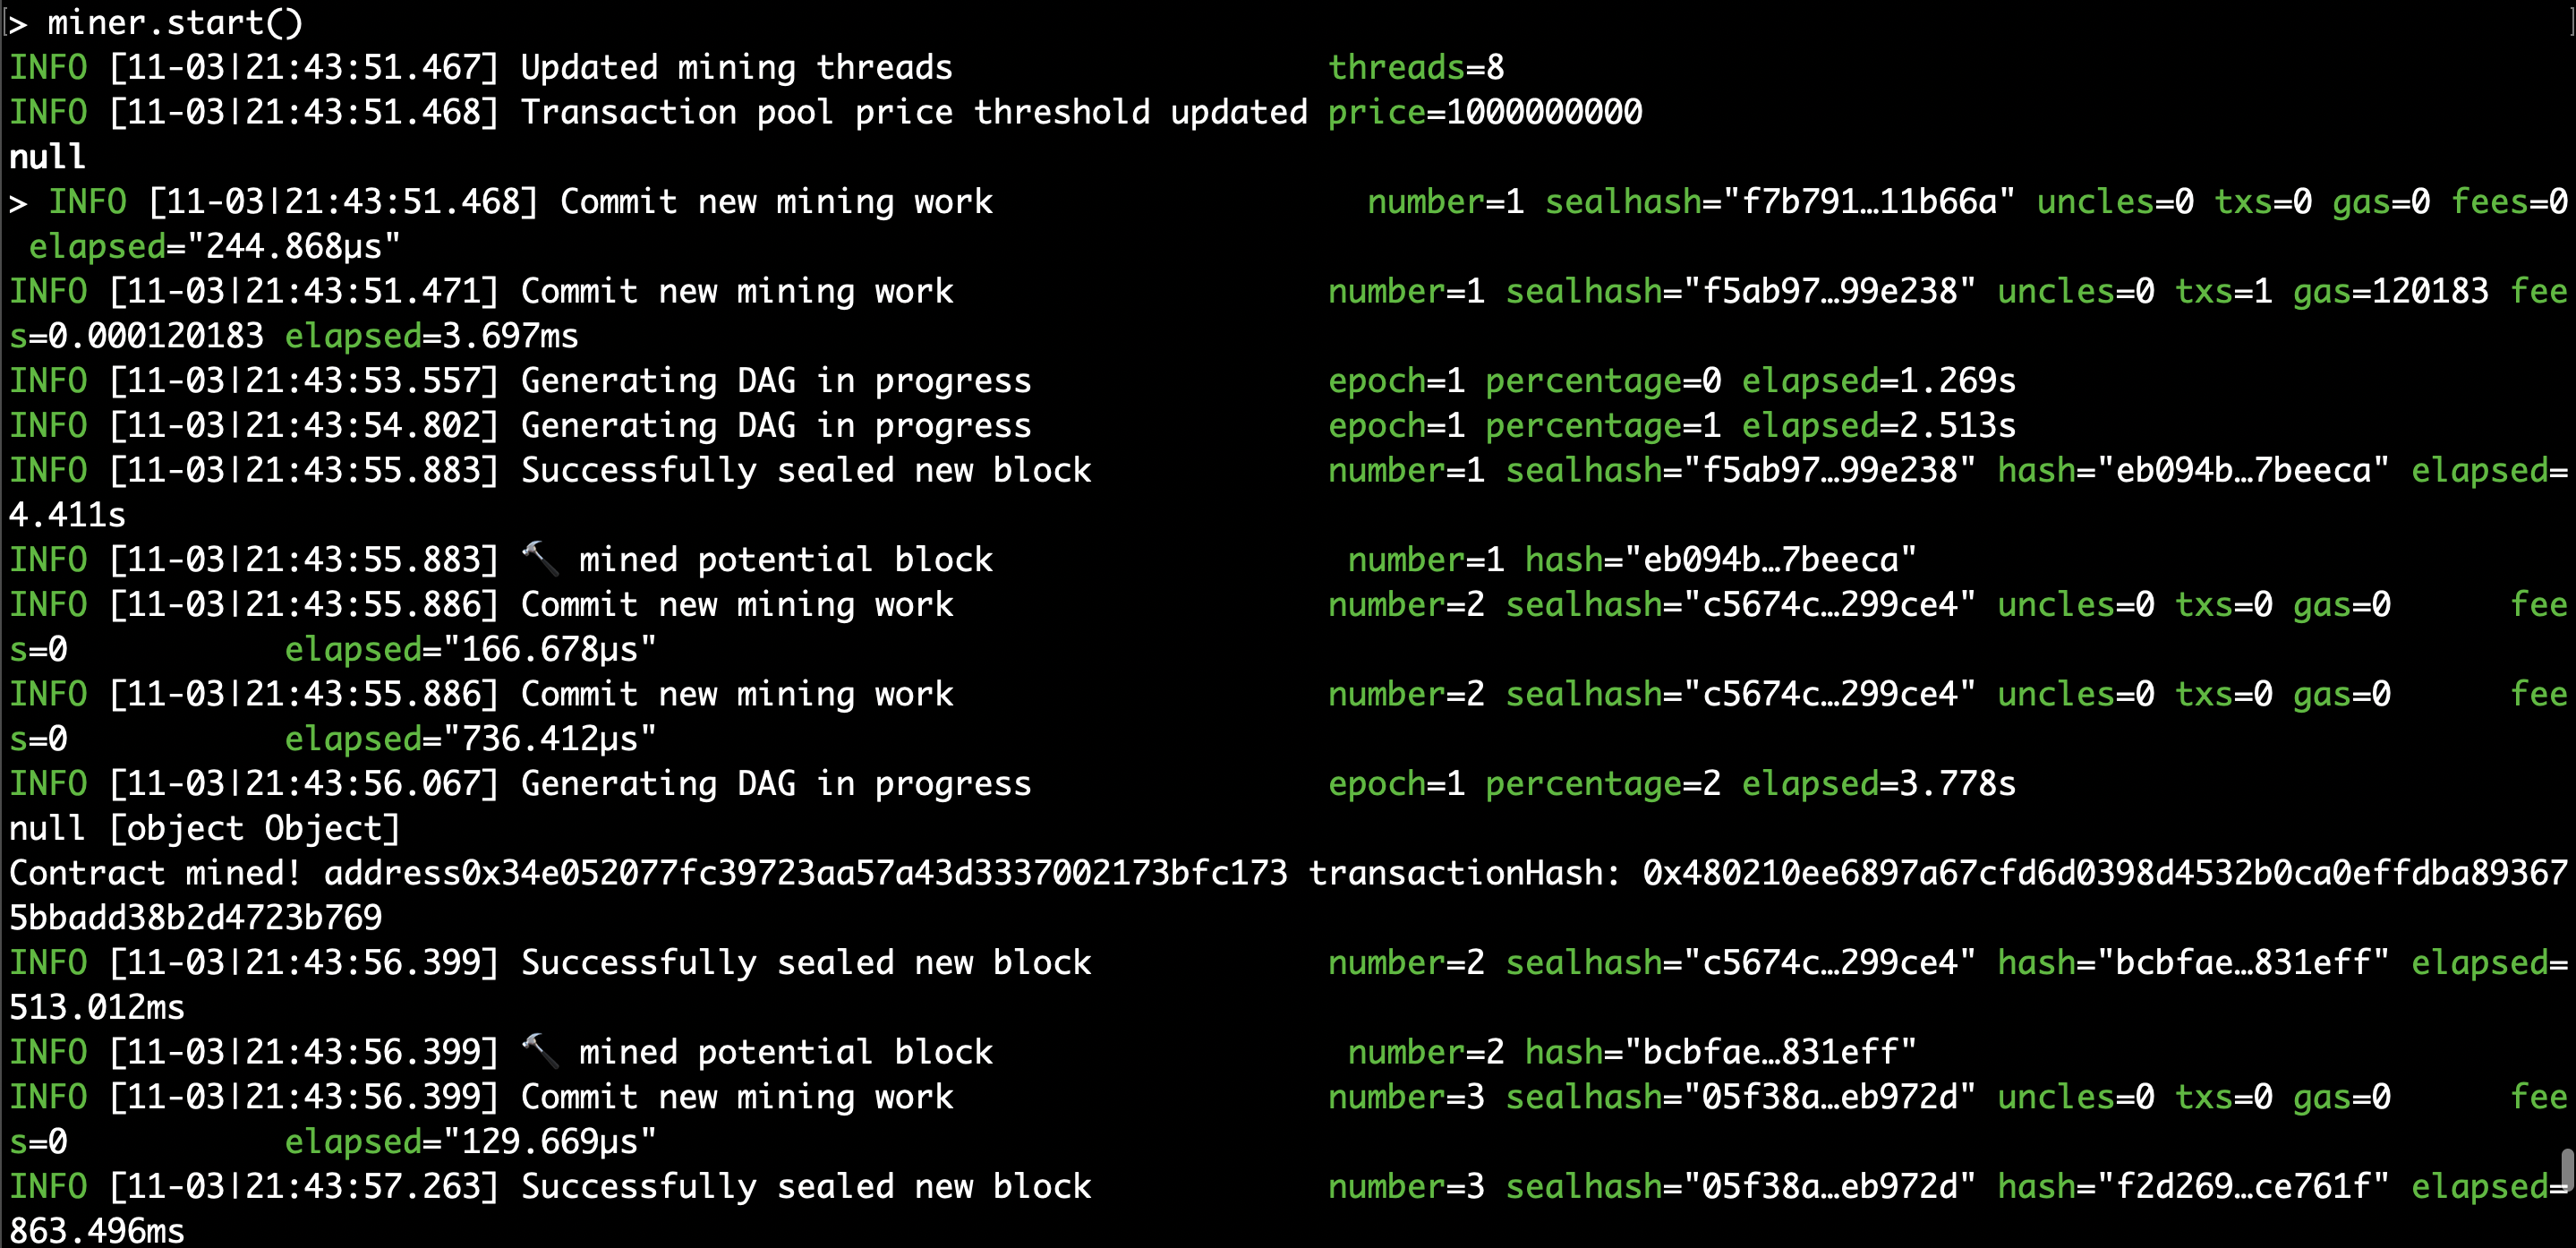 > miner.start()
INFO [11-03|21:43:51.467] Updated mining threads                   threads=8
INFO [11-03|21:43:51.468] Transaction pool price threshold updated price=1000000000
null
> INFO [11-03|21:43:51.468] Commit new mining work                   number=1 sealhash="f7b791…11b66a" uncles=0 txs=0 gas=0 fees=0
 elapsed="244.868µs"
INFO [11-03|21:43:51.471] Commit new mining work                   number=1 sealhash="f5ab97…99e238" uncles=0 txs=1 gas=120183 fee
s=0.000120183 elapsed=3.697ms
INFO [11-03|21:43:53.557] Generating DAG in progress               epoch=1 percentage=0 elapsed=1.269s
INFO [11-03|21:43:54.802] Generating DAG in progress               epoch=1 percentage=1 elapsed=2.513s
INFO [11-03|21:43:55.883] Successfully sealed new block            number=1 sealhash="f5ab97…99e238" hash="eb094b…7beeca" elapsed=
4.411s
INFO [11-03|21:43:55.883] 🔨 mined potential block                  number=1 hash="eb094b…7beeca"
INFO [11-03|21:43:55.886] Commit new mining work                   number=2 sealhash="c5674c…299ce4" uncles=0 txs=0 gas=0      fee
s=0           elapsed="166.678µs"
INFO [11-03|21:43:55.886] Commit new mining work                   number=2 sealhash="c5674c…299ce4" uncles=0 txs=0 gas=0      fee
s=0           elapsed="736.412µs"
INFO [11-03|21:43:56.067] Generating DAG in progress               epoch=1 percentage=2 elapsed=3.778s
null [object Object]
Contract mined! address0x34e052077fc39723aa57a43d3337002173bfc173 transactionHash: 0x480210ee6897a67cfd6d0398d4532b0ca0effdba89367
5bbadd38b2d4723b769
INFO [11-03|21:43:56.399] Successfully sealed new block            number=2 sealhash="c5674c…299ce4" hash="bcbfae…831eff" elapsed=
513.012ms
INFO [11-03|21:43:56.399] 🔨 mined potential block                  number=2 hash="bcbfae…831eff"
INFO [11-03|21:43:56.399] Commit new mining work                   number=3 sealhash="05f38a…eb972d" uncles=0 txs=0 gas=0      fee
s=0           elapsed="129.669µs"
INFO [11-03|21:43:57.263] Successfully sealed new block            number=3 sealhash="05f38a…eb972d" hash="f2d269…ce761f" elapsed=
863.496ms